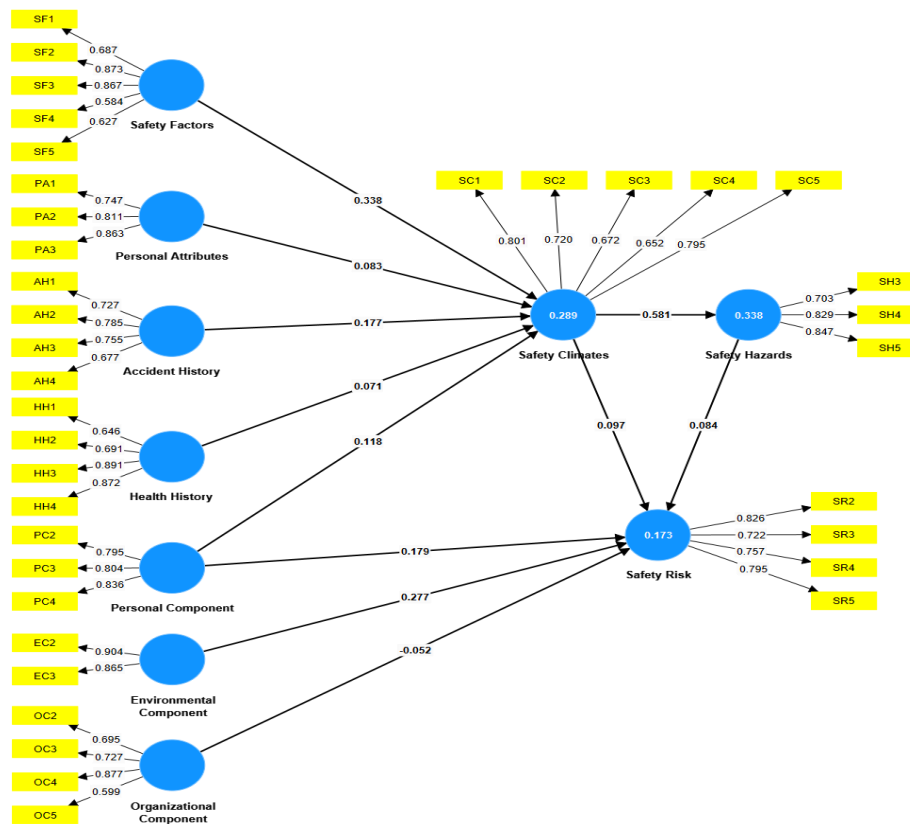 SF1
SF2
SF3
SF4
SF5
0.687
0.873
0.867
0.584
0.627
Safety Factors
PA1
PA2
PA3
0.747
0.811
0.863
Personal Attributes
AH1
AH2
AH3
AH4
0.727
0.785
0.755
0.677
Accident History
HH1
HH2
HH3
HH4
0.646
0.691
0.891
0.872
Health History
PC2
PC3
PC4
0.795
0.804
0.836
Personal Component
EC2
EC3
0.904
0.865
Environmental
Component
OC2
OC3
OC4
OC5
0.695
0.727
0.877
0.599
Organizational
Component
0.338
0.083
0.177
0.071
0.118
0.179
0.277
-0.052
SC1
SC2
SC3
SC4
SC5
0.801
0.720
0.672
0.652
0.795
0.289
Safety Climates
0.581
0.338
Safety Hazards
0.703
0.829
0.847
SH3
SH4
SH5
0.097
0.084
0.173
Safety Risk
0.826
0.722
0.757
0.795
SR2
SR3
SR4
SR5